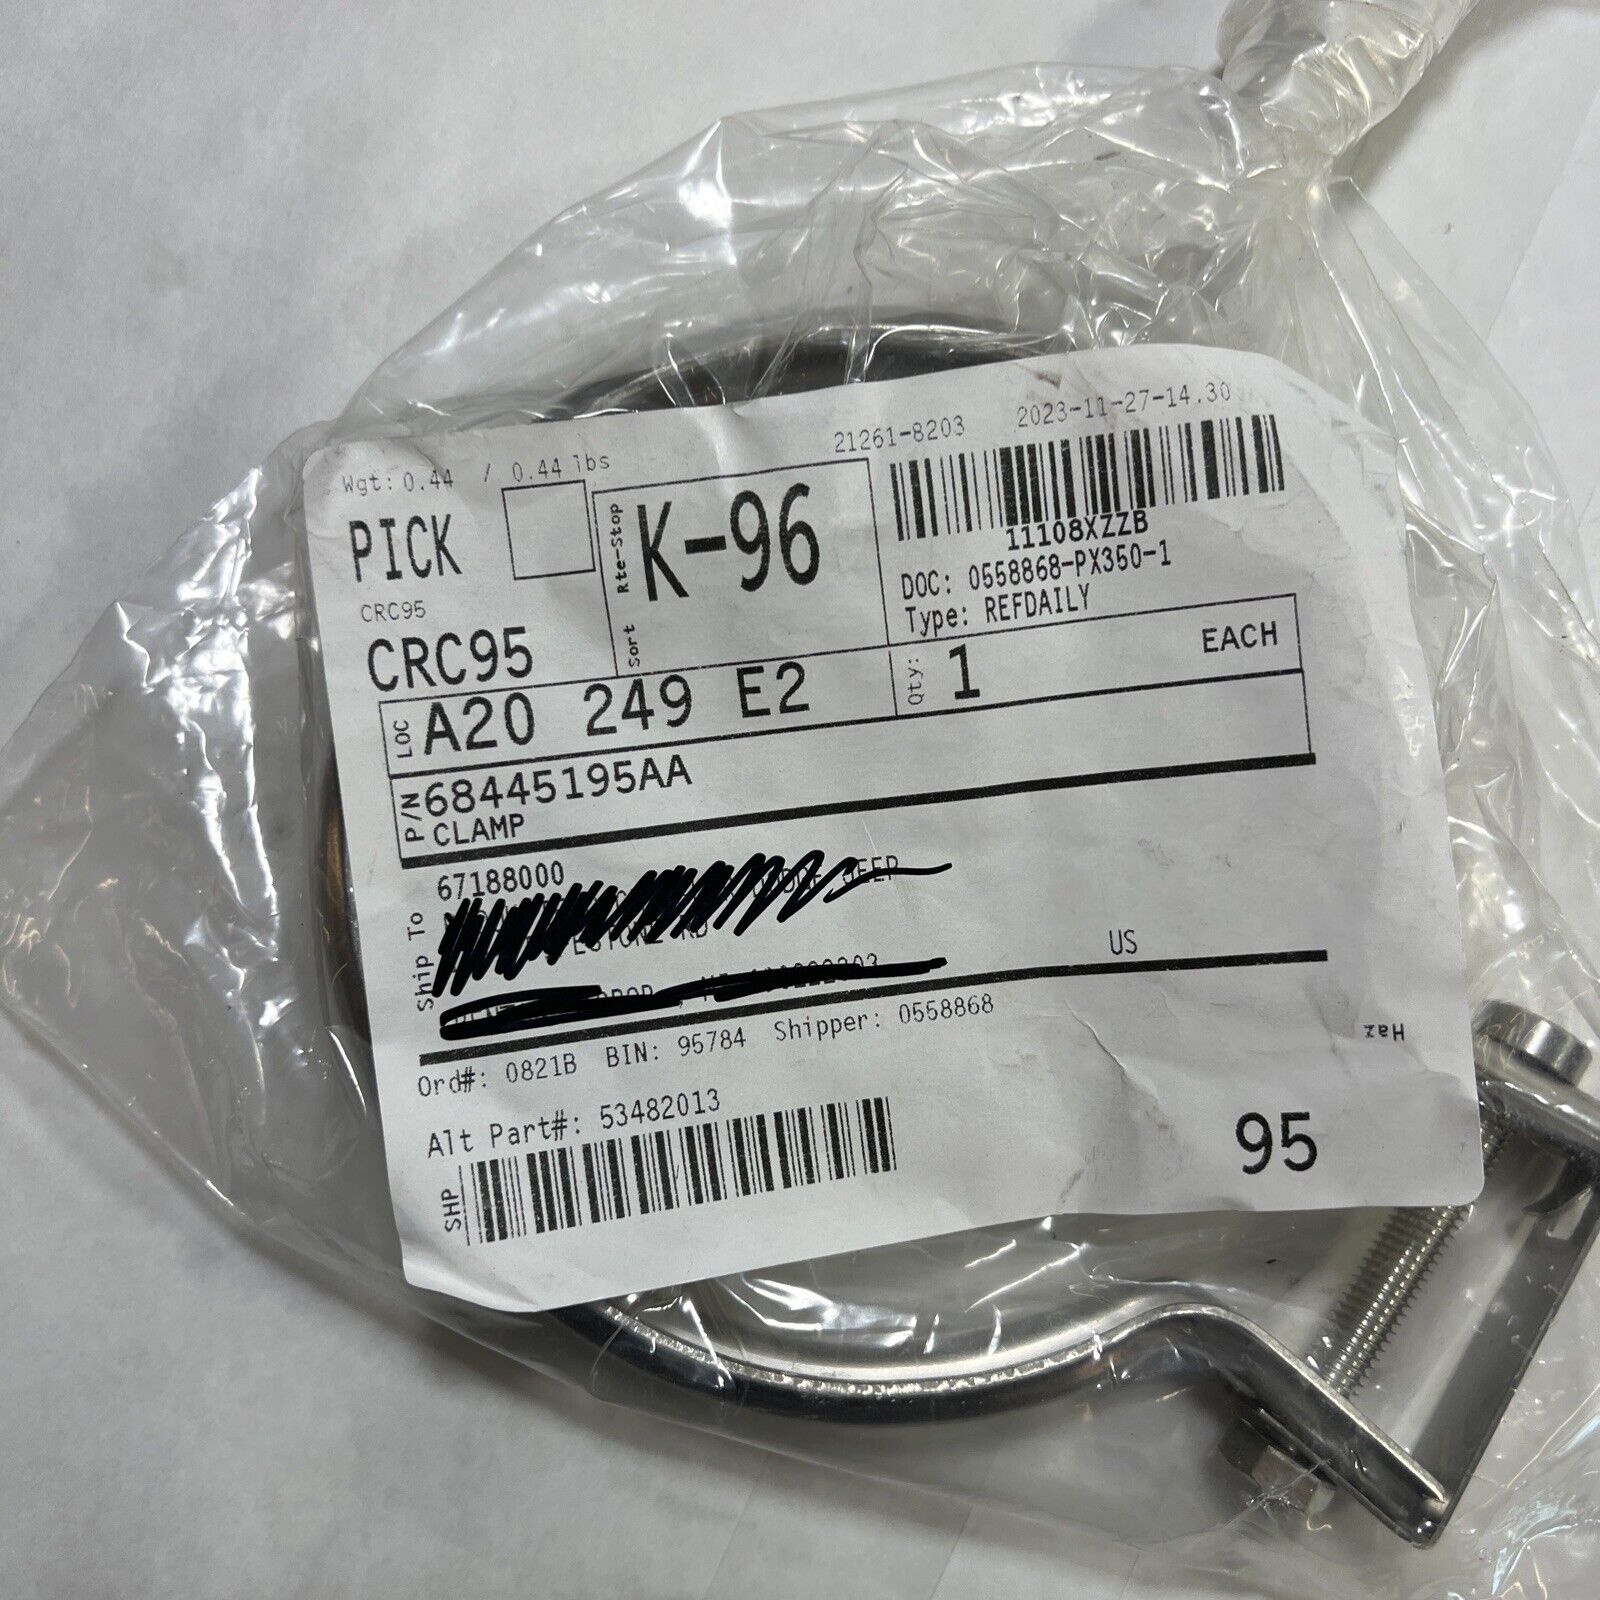 Wgt: 0.44 / 0.44 lbs
21261-8203 2023-11-27-14.30
PICK
Rte-Stop
K-96
Sort
11108XZZB
DOC: 0558868-PX350-1
Type: REFDAILY
CRC95
CRC95
LOC A20 249 E2
Qty: 1 EACH
P/N 68445195AA
CLAMP
Ship To
67188000
JEEP
RD
US
Ord#: 0821B BIN: 95784 Shipper: 0558868
Haz
Alt Part#: 53482013
SHP
95